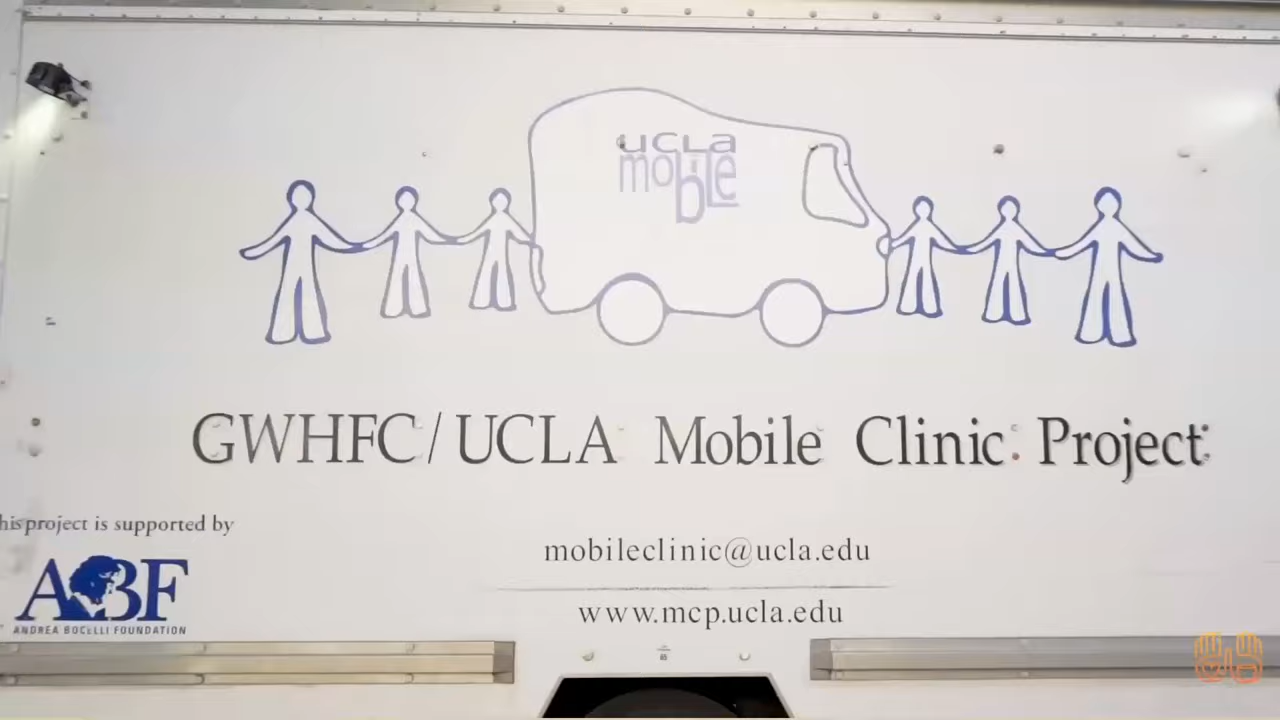 ucla
mobile
GWHFC/UCLA Mobile Clinic Project
his project is supported by
ABF
ANDREA BOCELLI FOUNDATION
mobileclinic@ucla.edu
www.mcp.ucla.edu